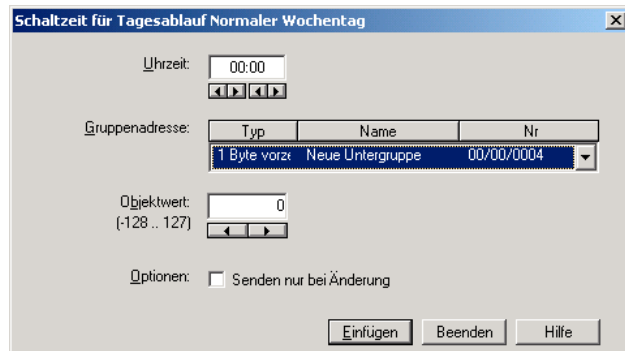 Schaltzeit für Tagesablauf Normaler Wochentag
Uhrzeit: 00:00
Gruppenadresse: Typ Name Nr
1 Byte vorze Neue Untergruppe 00/00/0004
Objektwert: 0
(-128 .. 127)
Optionen: Senden nur bei Änderung
Einfügen Beenden Hilfe